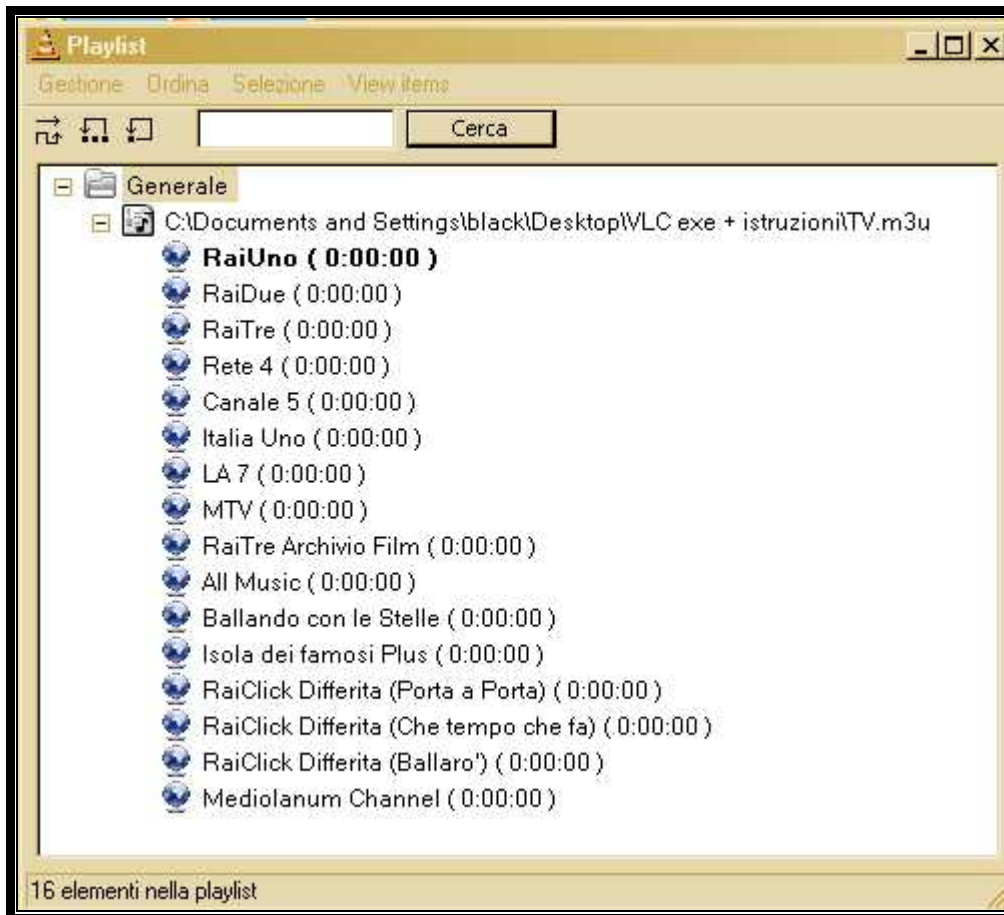 Playlist
Gestione Ordina Selezione View items
Cerca
Generale
C:\Documents and Settings\black\Desktop\VLC exe + istruzioni\TV.m3u
RaiUno ( 0:00:00 )
RaiDue ( 0:00:00 )
RaiTre ( 0:00:00 )
Rete 4 ( 0:00:00 )
Canale 5 ( 0:00:00 )
Italia Uno ( 0:00:00 )
LA 7 ( 0:00:00 )
MTV ( 0:00:00 )
RaiTre Archivio Film ( 0:00:00 )
All Music ( 0:00:00 )
Ballando con le Stelle ( 0:00:00 )
Isola dei famosi Plus ( 0:00:00 )
RaiClick Differita (Porta a Porta) ( 0:00:00 )
RaiClick Differita (Che tempo che fa) ( 0:00:00 )
RaiClick Differita (Ballaro') ( 0:00:00 )
Mediolanum Channel ( 0:00:00 )
16 elementi nella playlist